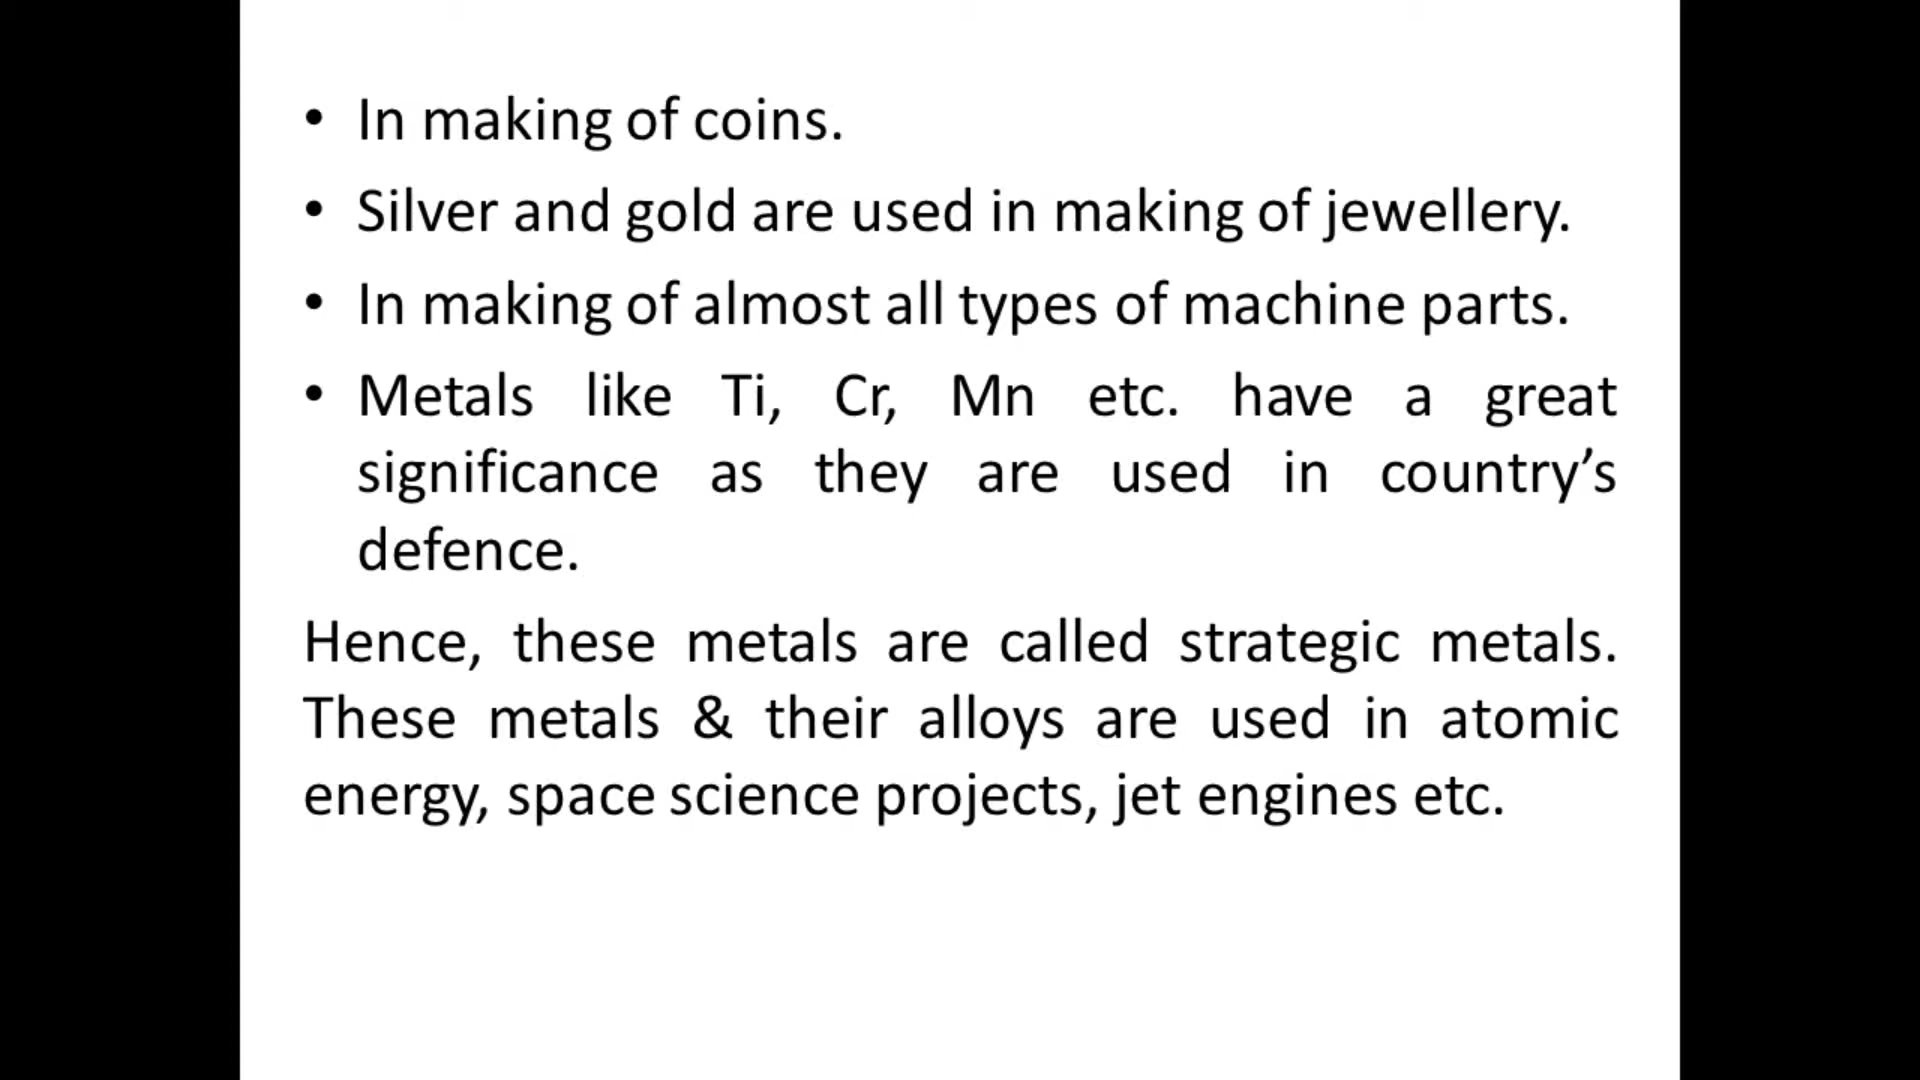 • In making of coins.
• Silver and gold are used in making of jewellery.
• In making of almost all types of machine parts.
• Metals like Ti, Cr, Mn etc. have a great
significance as they are used in country’s
defence.
Hence, these metals are called strategic metals.
These metals & their alloys are used in atomic
energy, space science projects, jet engines etc.